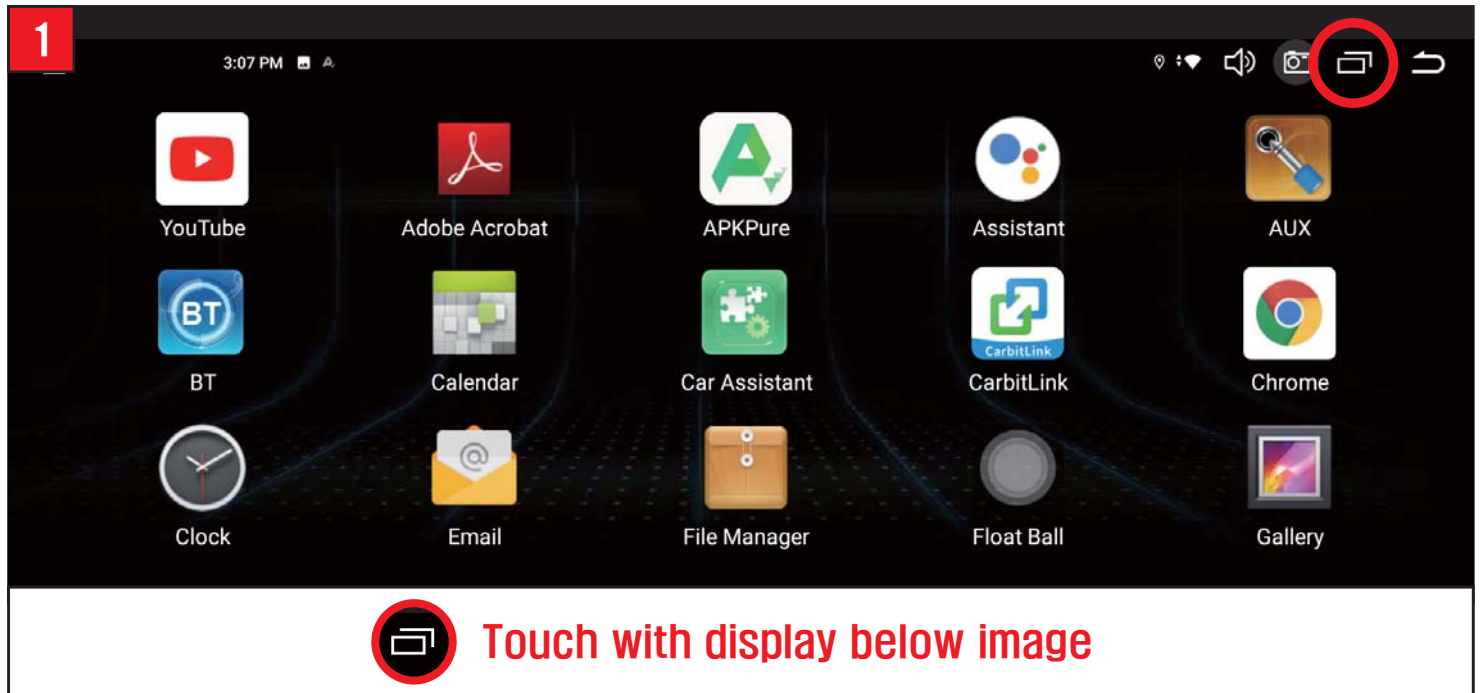 1
3:07 PM
YouTube
Adobe Acrobat
APKPure
Assistant
AUX
BT
BT
Calendar
Car Assistant
CarbitLink
CarbitLink
Chrome
Clock
Email
File Manager
Float Ball
Gallery
Touch with display below image